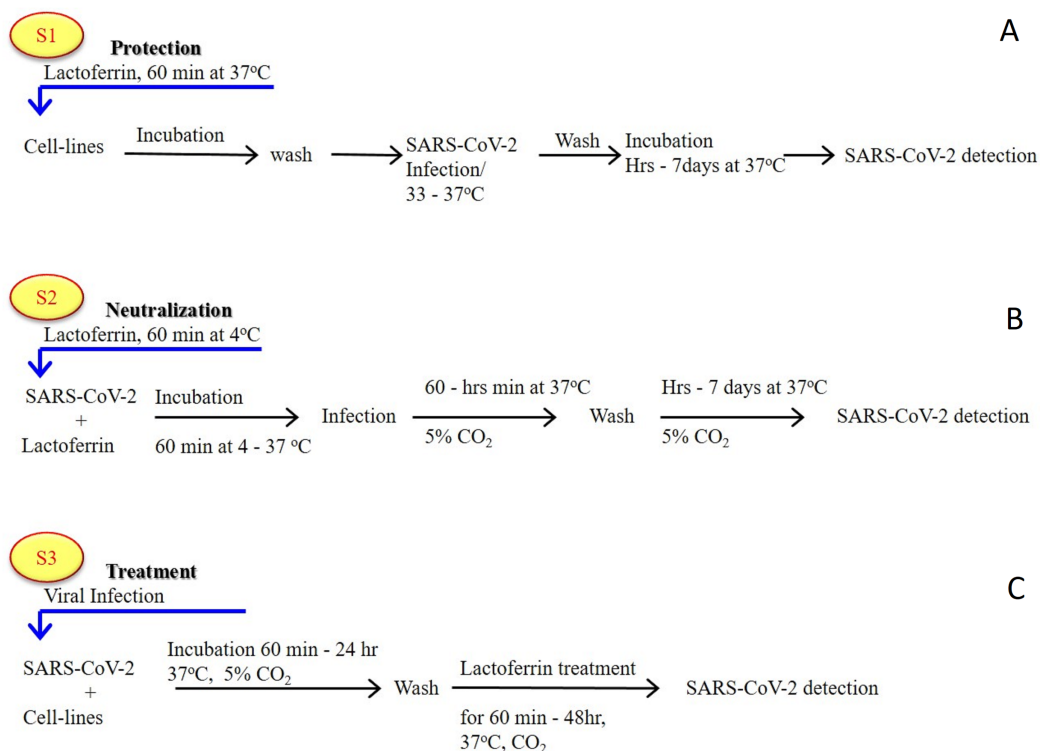 S1
A
Protection
Lactoferrin, 60 min at 37°C
Cell-lines
Incubation
wash
SARS-CoV-2
Infection/
33 - 37°C
Wash
Incubation
Hrs - 7days at 37°C
SARS-CoV-2 detection
S2
B
Neutralization
Lactoferrin, 60 min at 4°C
SARS-CoV-2
+
Lactoferrin
Incubation
60 min at 4 - 37 °C
Infection
60 - hrs min at 37°C
5% CO₂
Wash
Hrs - 7 days at 37°C
5% CO₂
SARS-CoV-2 detection
S3
C
Treatment
Viral Infection
SARS-CoV-2
+
Cell-lines
Incubation 60 min - 24 hr
37°C, 5% CO₂
Wash
Lactoferrin treatment
for 60 min - 48hr,
37°C, CO₂
SARS-CoV-2 detection